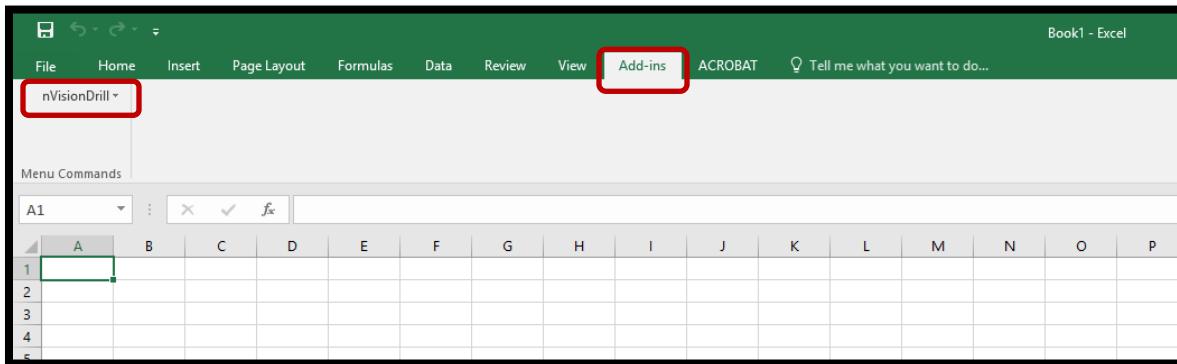 Book1 - Excel
File Home Insert Page Layout Formulas Data Review View Add-ins ACROBAT Tell me what you want to do...
nVisionDrill
Menu Commands
A1 fx
A B C D E F G H I J K L M N O P
1
2
3
4
5